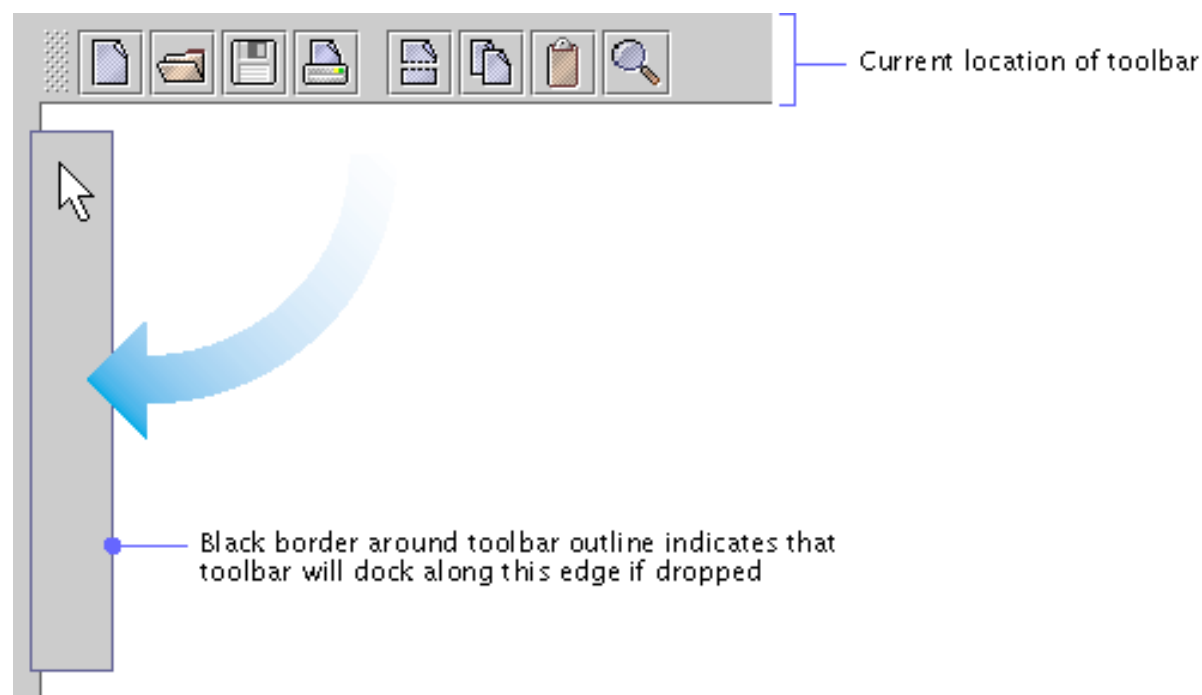 Current location of toolbar
Black border around toolbar outline indicates that
toolbar will dock along this edge if dropped